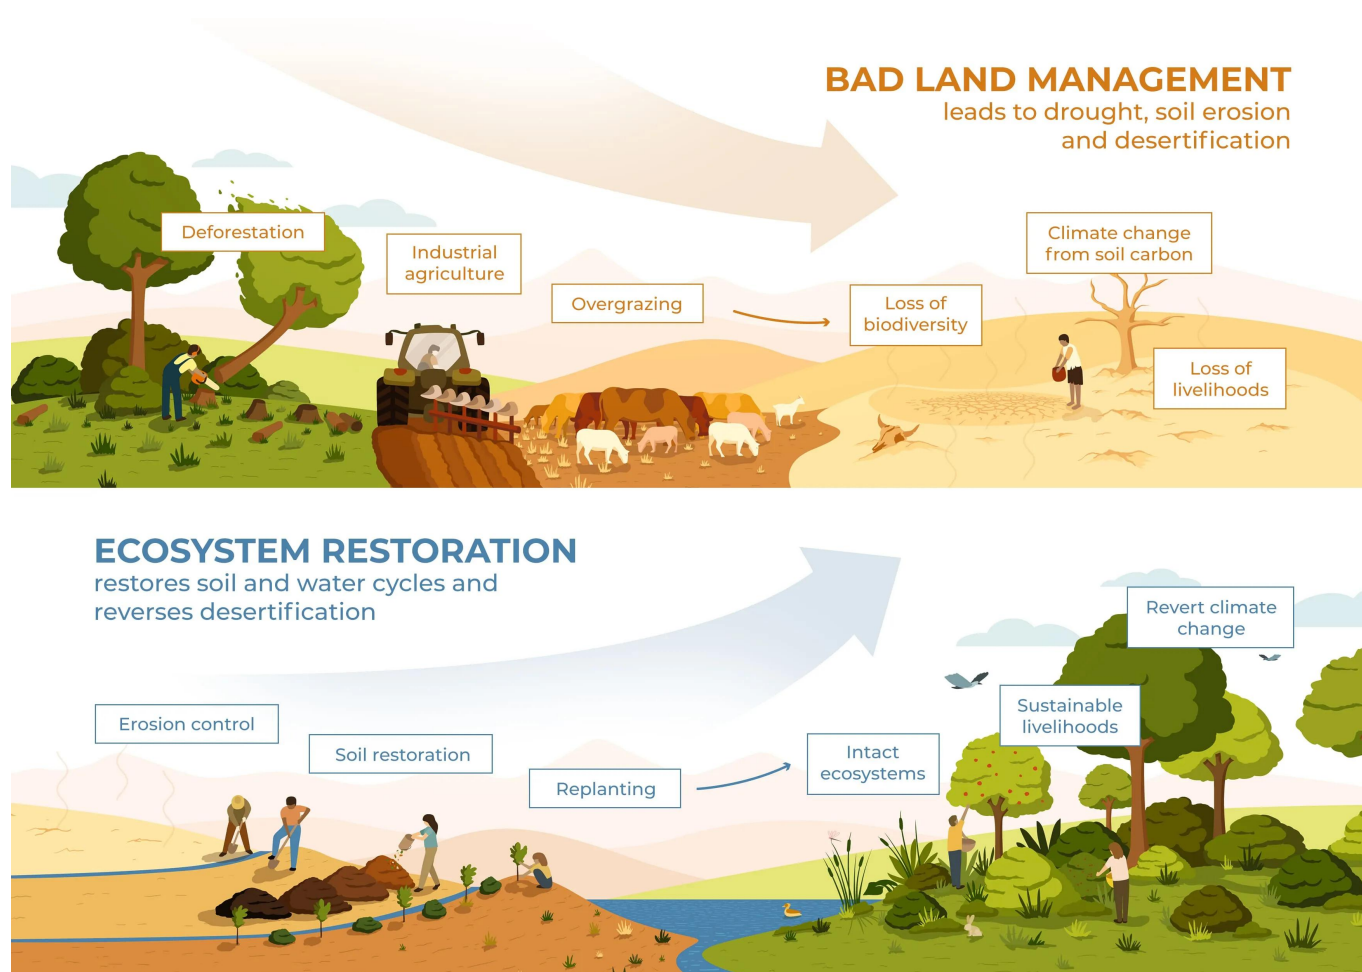 BAD LAND MANAGEMENT
leads to drought, soil erosion
and desertification
Deforestation
Industrial
agriculture
Overgrazing
Loss of
biodiversity
Climate change
from soil carbon
Loss of
livelihoods
ECOSYSTEM RESTORATION
restores soil and water cycles and
reverses desertification
Erosion control
Soil restoration
Replanting
Intact
ecosystems
Sustainable
livelihoods
Revert climate
change